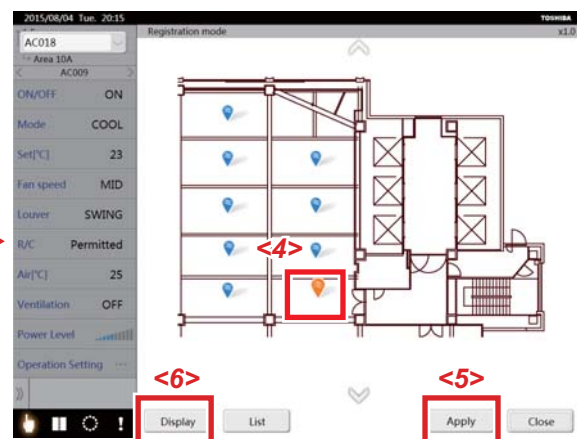 2015/08/04 Tue. 20:15
TOSHIBA
Registration mode
x1.0
AC018
Area 10A
< AC009 >
ON/OFF ON
Mode COOL
Set[°C] 23
Fan speed MID
Louver SWING
R/C Permitted
Air[°C] 25
Ventilation OFF
Power Level
Operation Setting ...
<4>
<6>
<5>
Display
List
Apply
Close